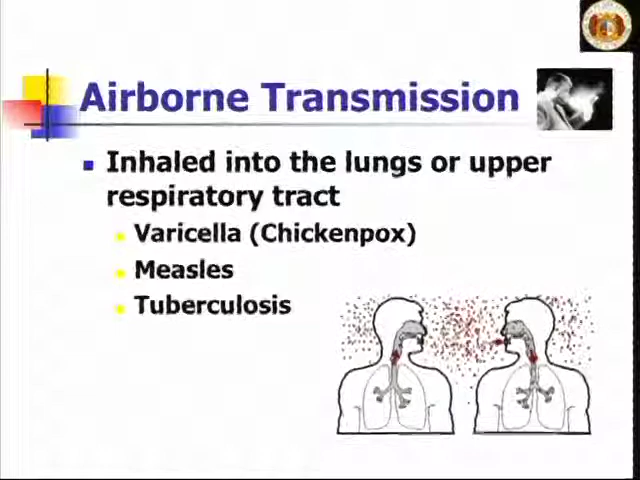 Airborne Transmission
Inhaled into the lungs or upper
respiratory tract
Varicella (Chickenpox)
Measles
Tuberculosis